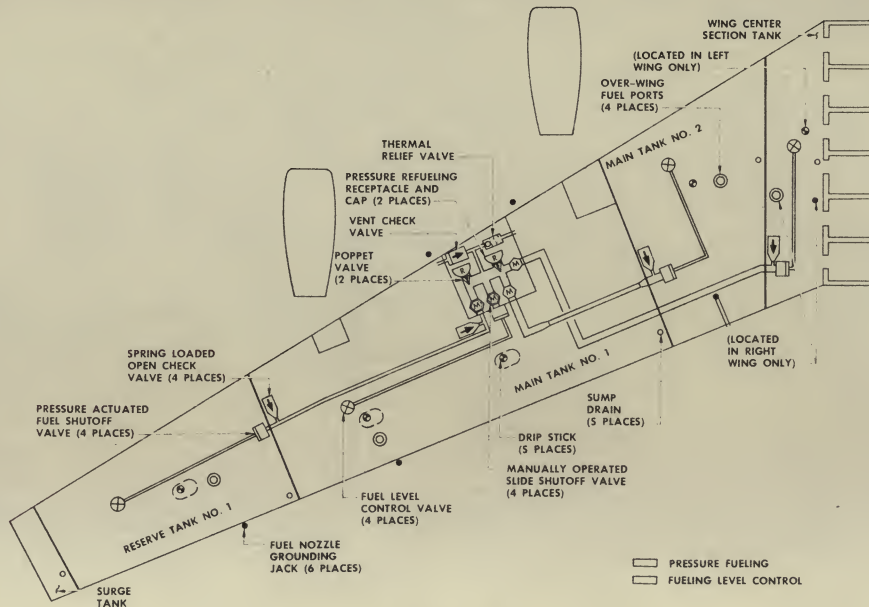 WING CENTER
SECTION TANK
(LOCATED IN LEFT
WING ONLY)
OVER-WING
FUEL PORTS
(4 PLACES)
MAIN TANK NO. 2
THERMAL
RELIEF VALVE
PRESSURE REFUELING
RECEPTACLE AND
CAP (2 PLACES)
VENT CHECK
VALVE
POPPET
VALVE
(2 PLACES)
R
R
M
M
M
M
SPRING LOADED
OPEN CHECK
VALVE (4 PLACES)
PRESSURE ACTUATED
FUEL SHUTOFF
VALVE (4 PLACES)
MAIN TANK NO. 1
(LOCATED
IN RIGHT
WING ONLY)
SUMP
DRAIN
(5 PLACES)
DRIP STICK
(5 PLACES)
MANUALLY OPERATED
SLIDE SHUTOFF VALVE
(4 PLACES)
FUEL LEVEL
CONTROL VALVE
(4 PLACES)
RESERVE TANK NO. 1
FUEL NOZZLE
GROUNDING
JACK (6 PLACES)
SURGE
TANK
PRESSURE FUELING
FUELING LEVEL CONTROL